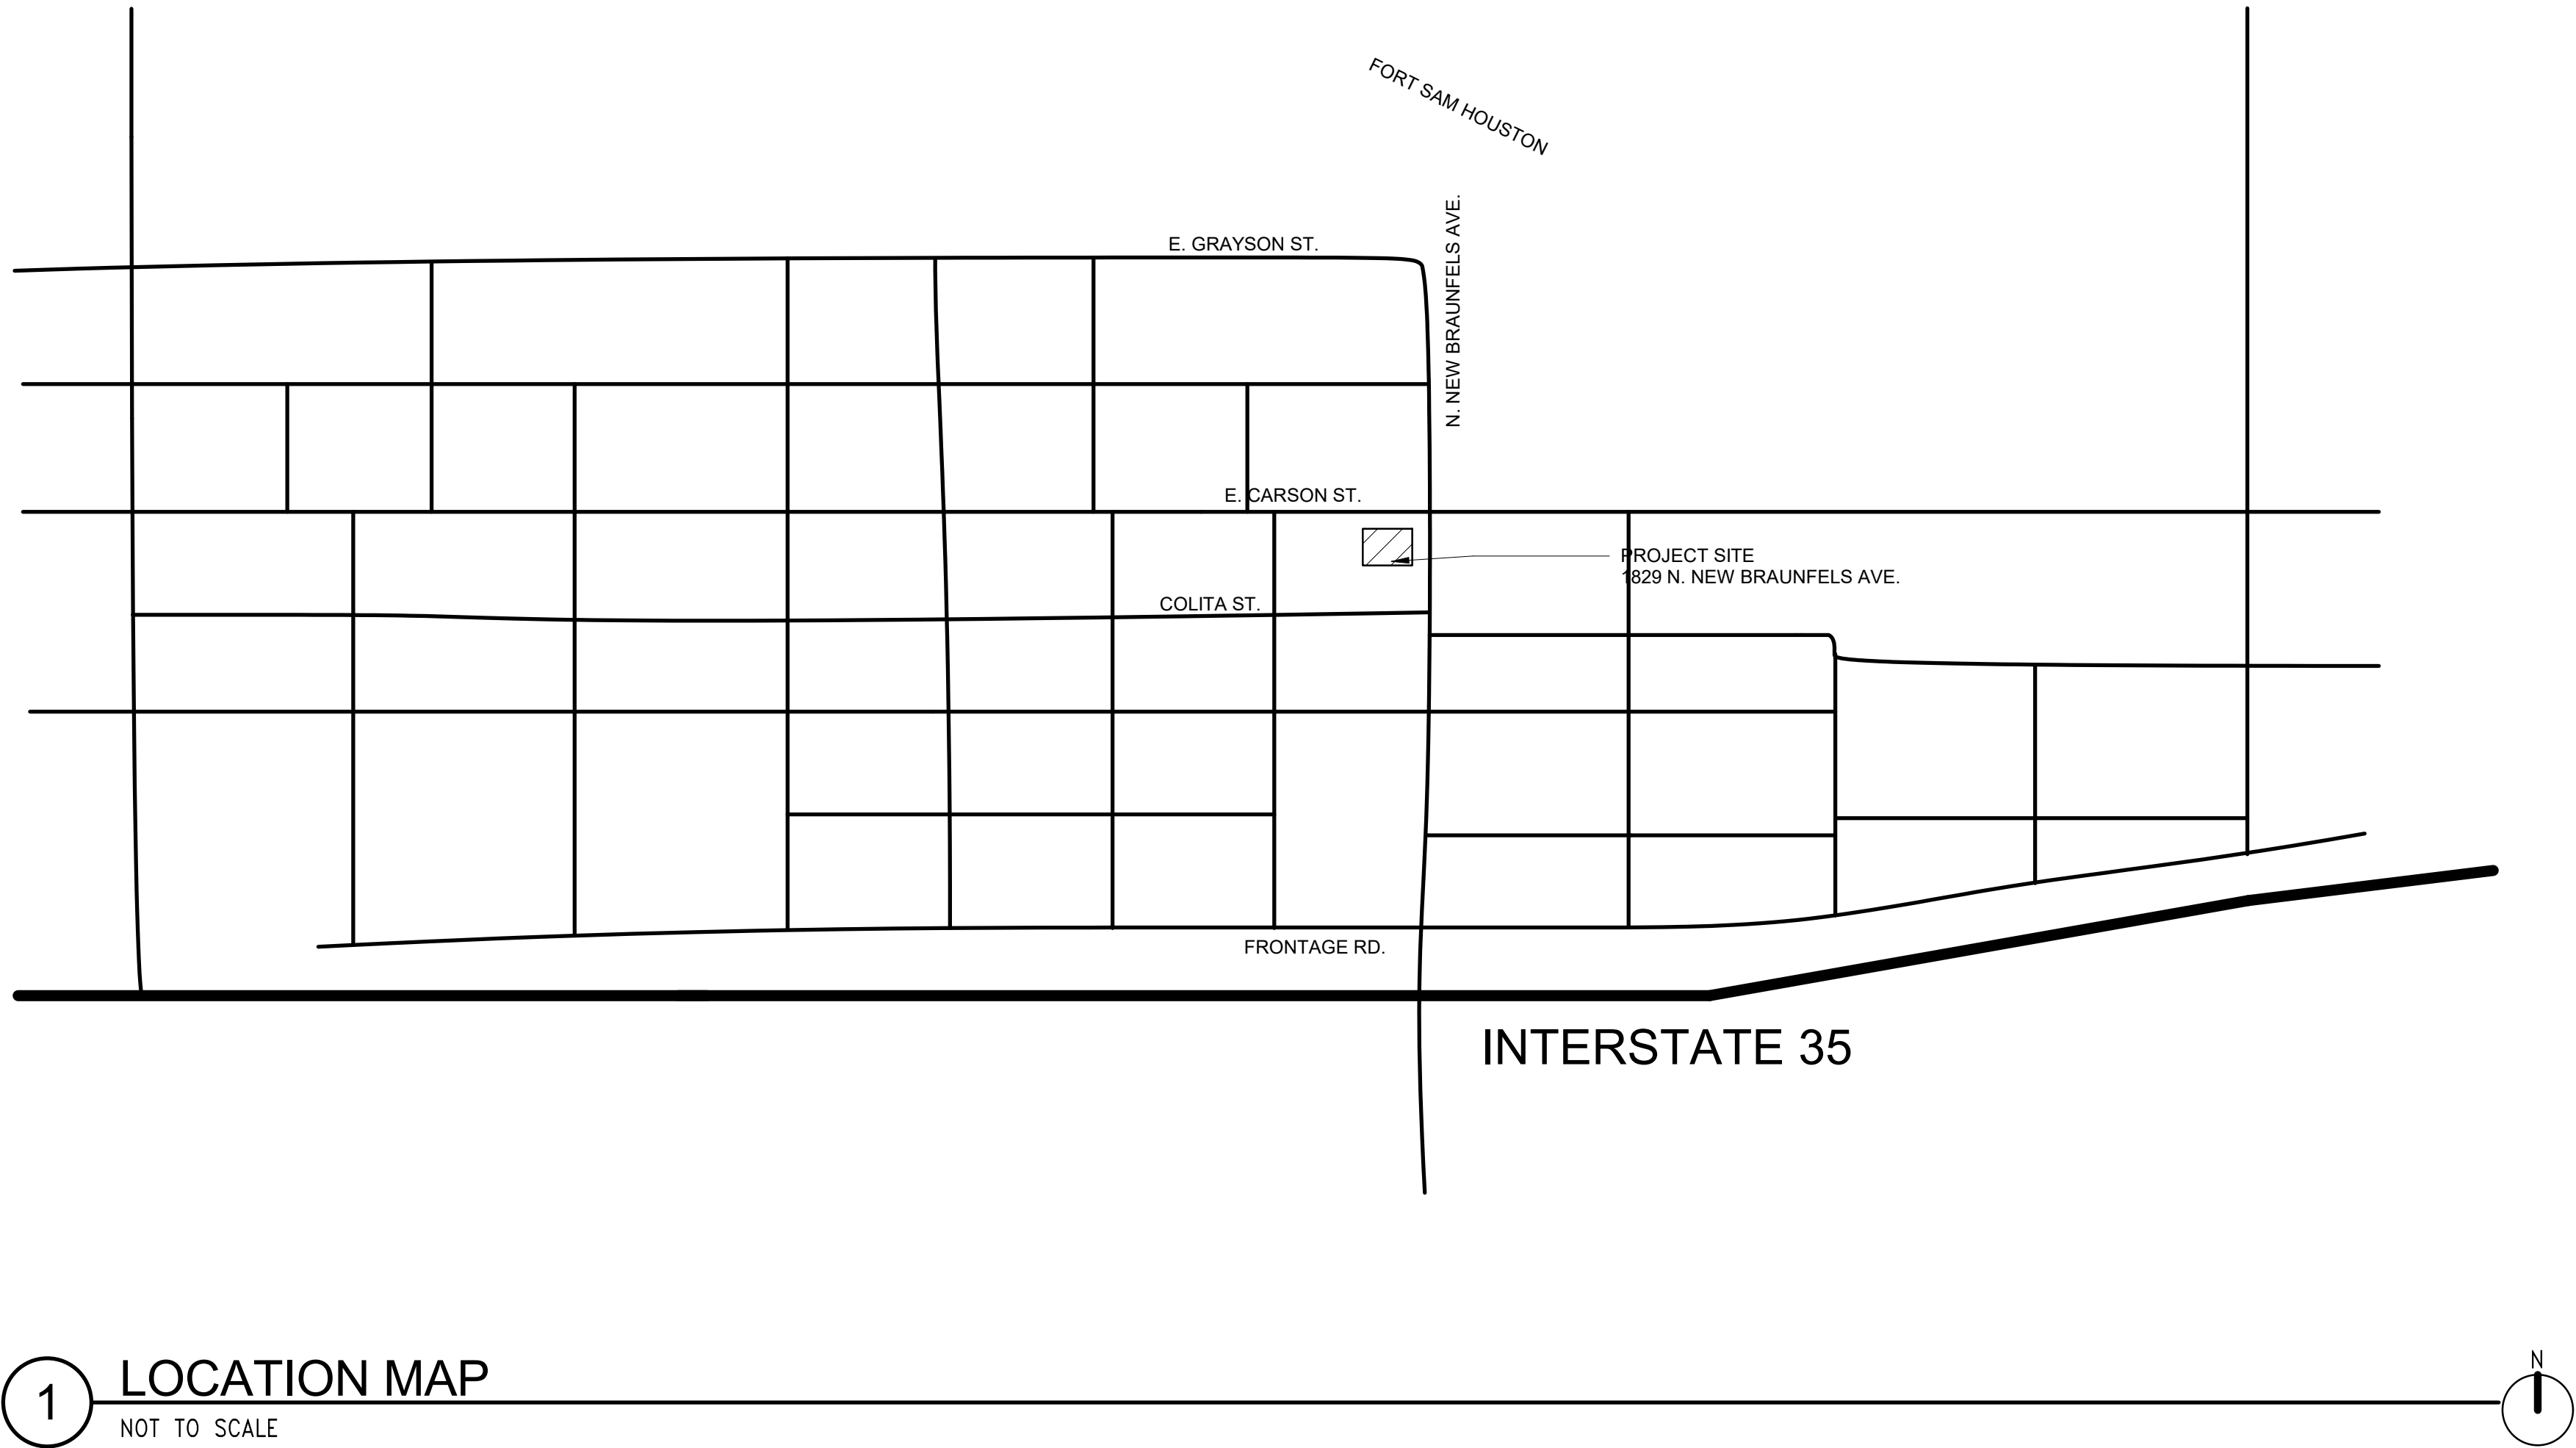 FORT SAM HOUSTON
N. NEW BRAUNFELS AVE.
E. GRAYSON ST.
E. CARSON ST.
PROJECT SITE
1829 N. NEW BRAUNFELS AVE.
COLITA ST.
FRONTAGE RD.
INTERSTATE 35
1
LOCATION MAP
NOT TO SCALE
N